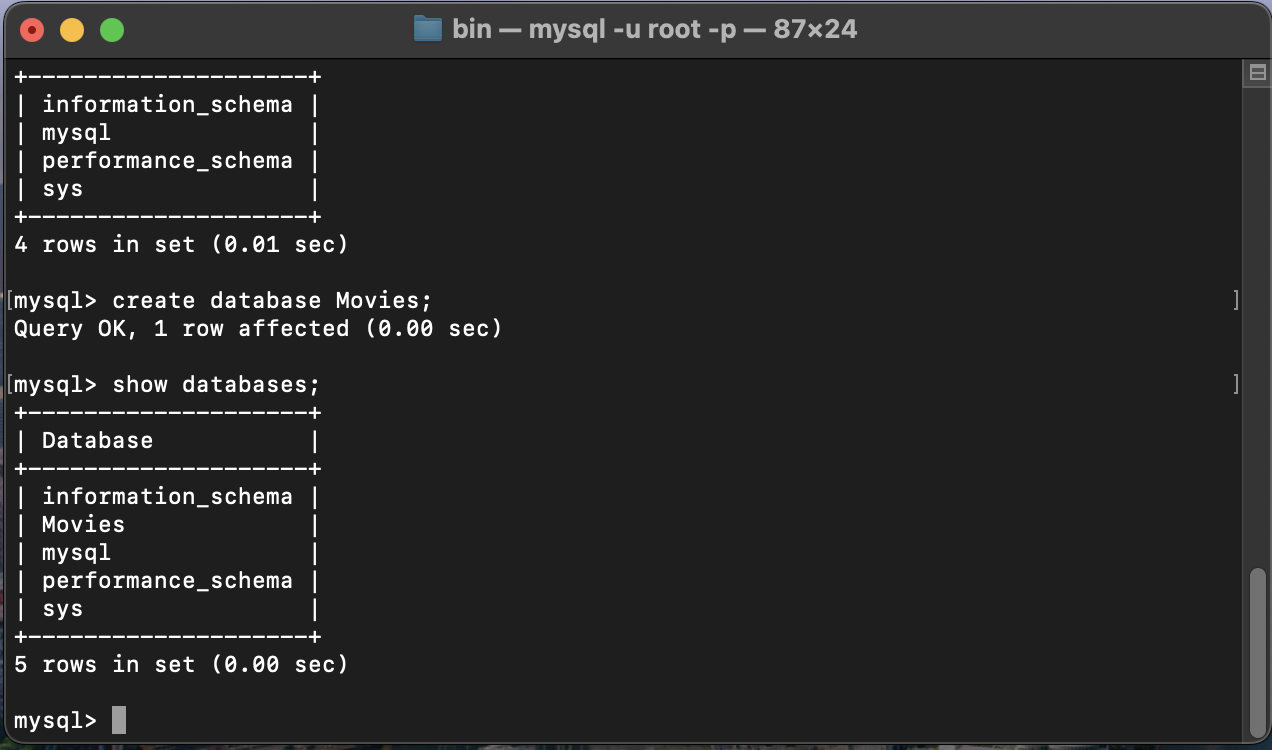 bin — mysql -u root -p — 87×24
+----------------------+
| information_schema |
| mysql              |
| performance_schema |
| sys                |
+--------------------+
4 rows in set (0.01 sec)
[mysql> create database Movies; ]
Query OK, 1 row affected (0.00 sec)
[mysql> show databases; ]
+--------------------+
| Database           |
+--------------------+
| information_schema |
| Movies             |
| mysql              |
| performance_schema |
| sys                |
+--------------------+
5 rows in set (0.00 sec)
mysql>